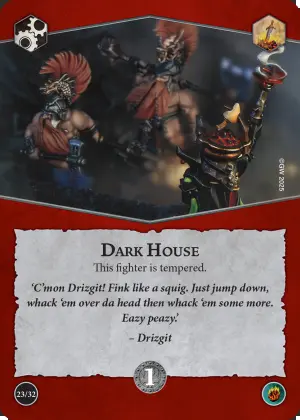 ©GW 2025
DARK HOUSE
This fighter is tempered.
'C'mon Drizgit! Fink like a squig. Just jump down,
whack 'em over da head then whack 'em some more.
Eazy peazy.'
– Drizgit
1
23/32